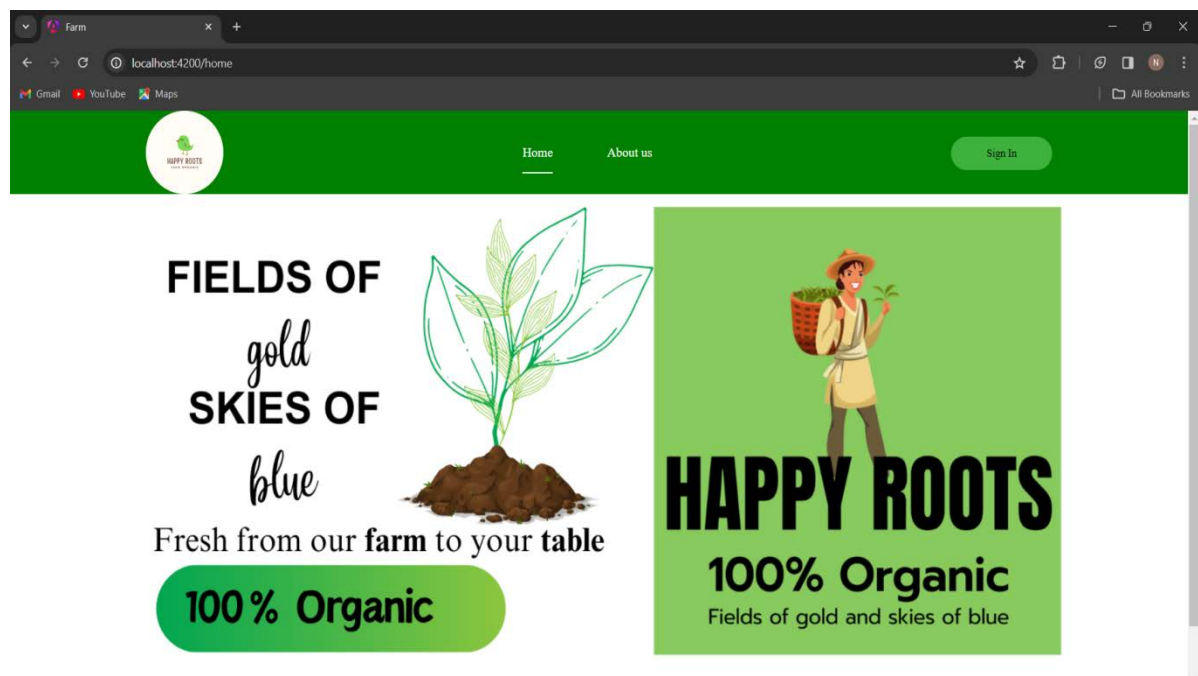 Farm
localhost:4200/home
N
Gmail YouTube Maps
All Bookmarks
HAPPY ROOTS
Home About us
Sign In
FIELDS OF
gold
SKIES OF
blue
Fresh from our farm to your table
100% Organic
HAPPY ROOTS
100% Organic
Fields of gold and skies of blue